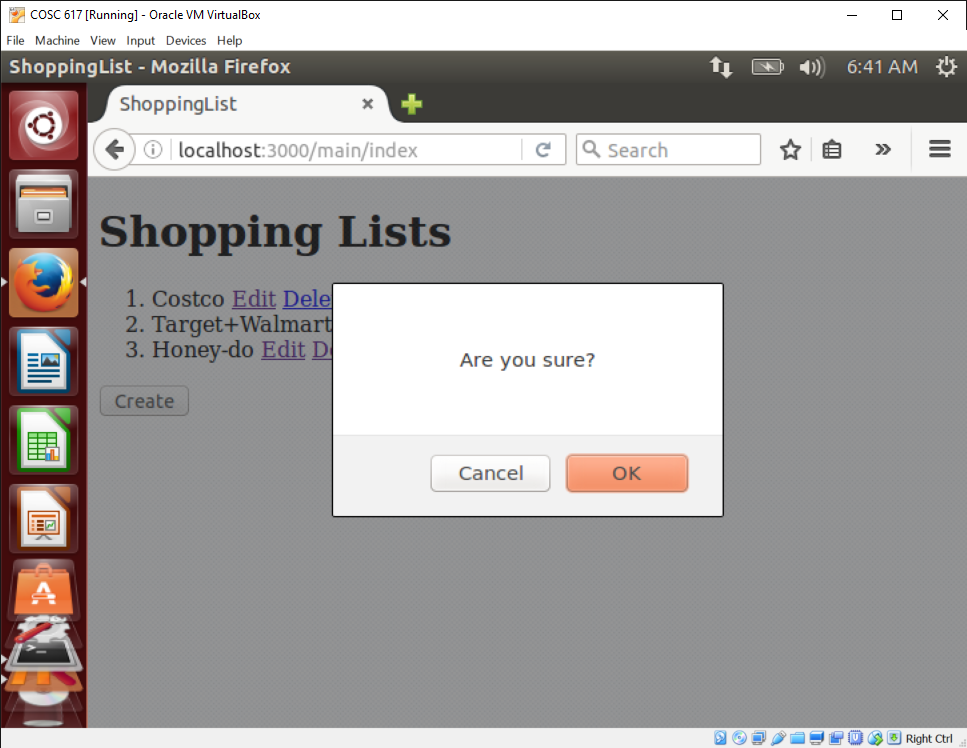 COSC 617 [Running] - Oracle VM VirtualBox
File Machine View Input Devices Help
ShoppingList - Mozilla Firefox 6:41 AM
ShoppingList
localhost:3000/main/index Search
Shopping Lists
1. Costco Edit Dele
2. Target+Walmart
3. Honey-do Edit De
Are you sure?
Create
Cancel OK
Right Ctrl